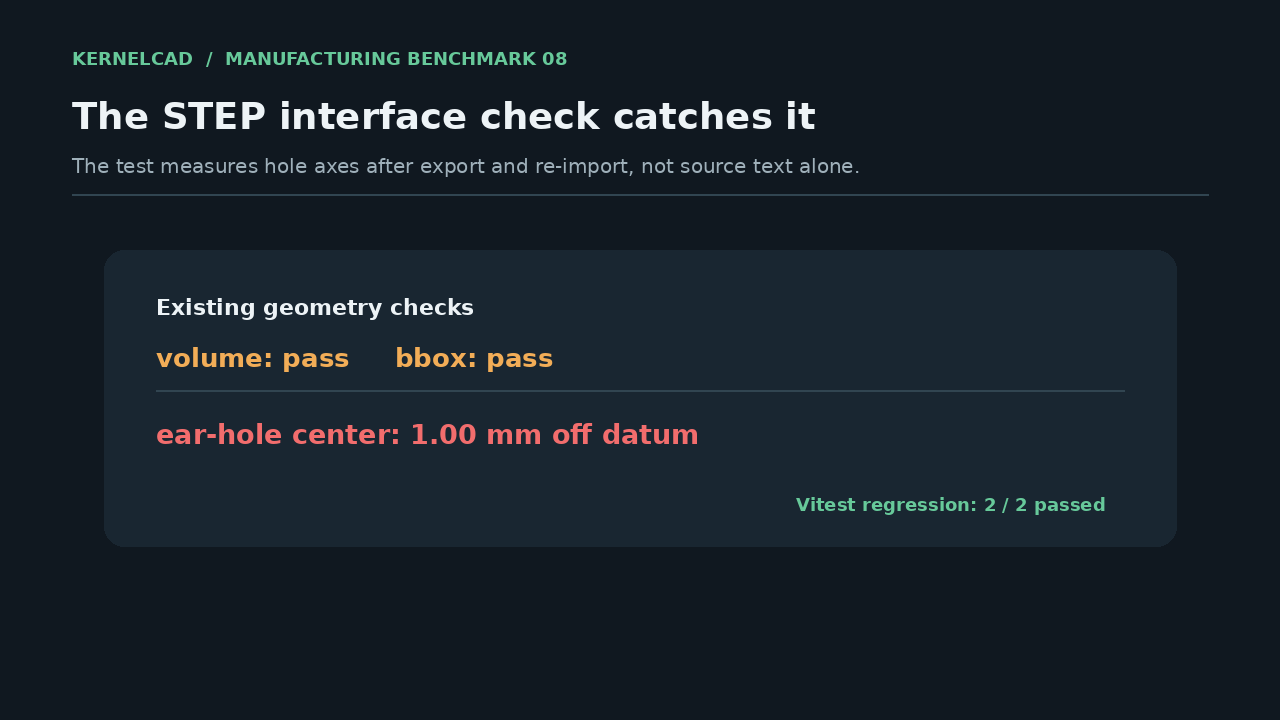 KERNELCAD / MANUFACTURING BENCHMARK 08
The STEP interface check catches it
The test measures hole axes after export and re-import, not source text alone.
Existing geometry checks
volume: pass bbox: pass
ear-hole center: 1.00 mm off datum
Vitest regression: 2 / 2 passed